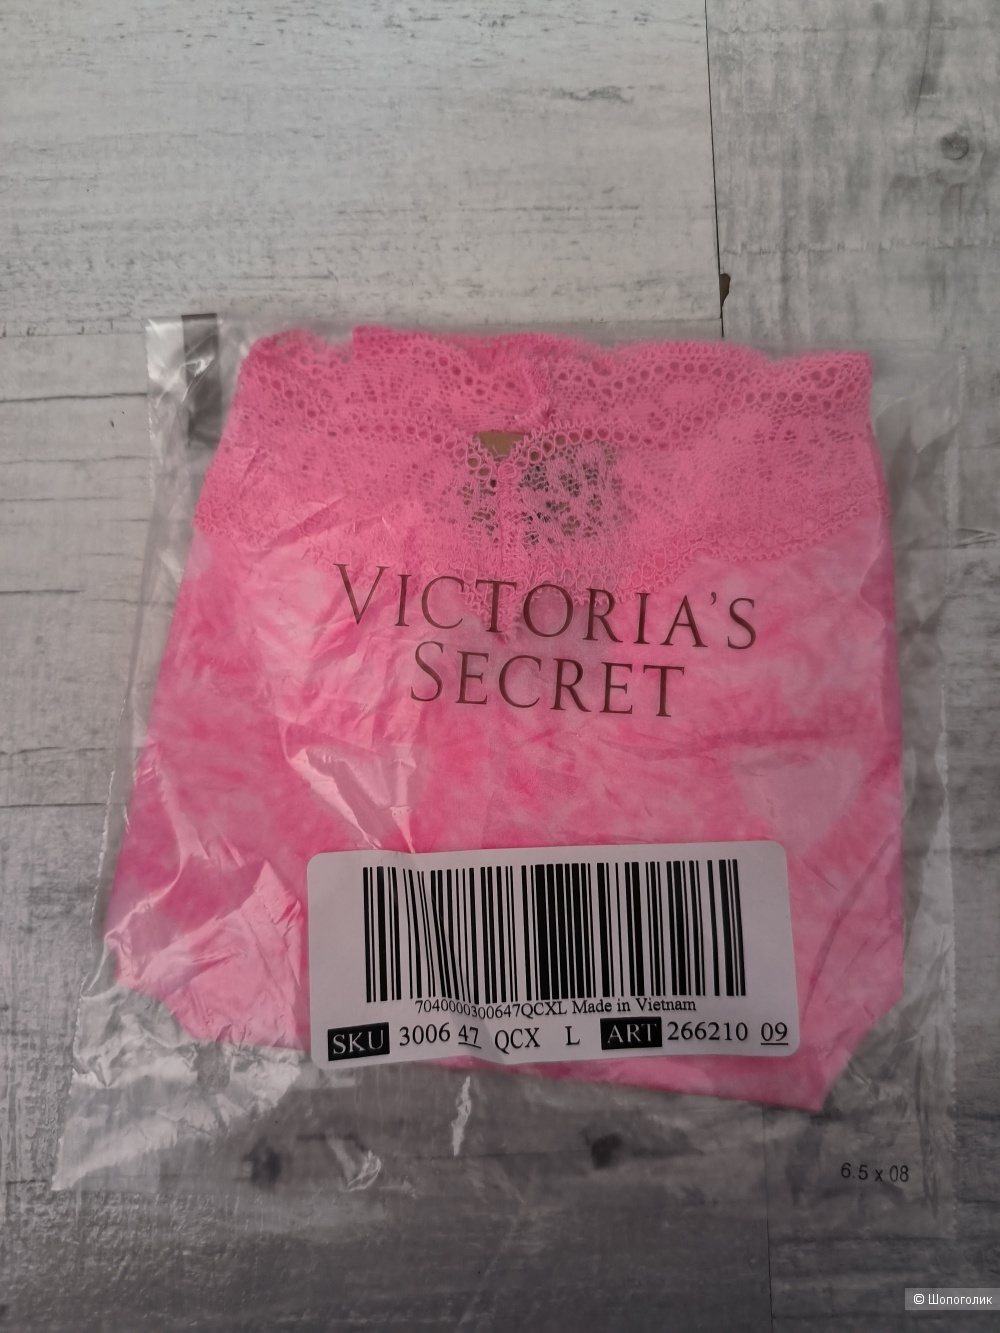 VICTORIA'S
SECRET
7040000300647QCXL Made in Vietnam
SKU 3006 47 QCX L ART 266210 09
6.5 x 08
© Шопоголик